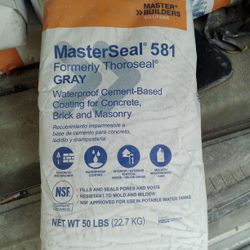 MASTER®
BUILDERS
SOLUTIONS
MasterSeal® 581
Formerly Thoroseal®
GRAY
Waterproof Cement-Based
Coating for Concrete,
Brick and Masonry
Recubrimiento impermeable a
base de cemento para concreto,
ladrillo y mampostería
NSF
• FILLS AND SEALS PORES AND VOIDS
• RESISTANT TO MOLD AND MILDEW
• NSF APPROVED FOR USE IN POTABLE WATER TANKS
NET WT 50 LBS (22.7 KG)